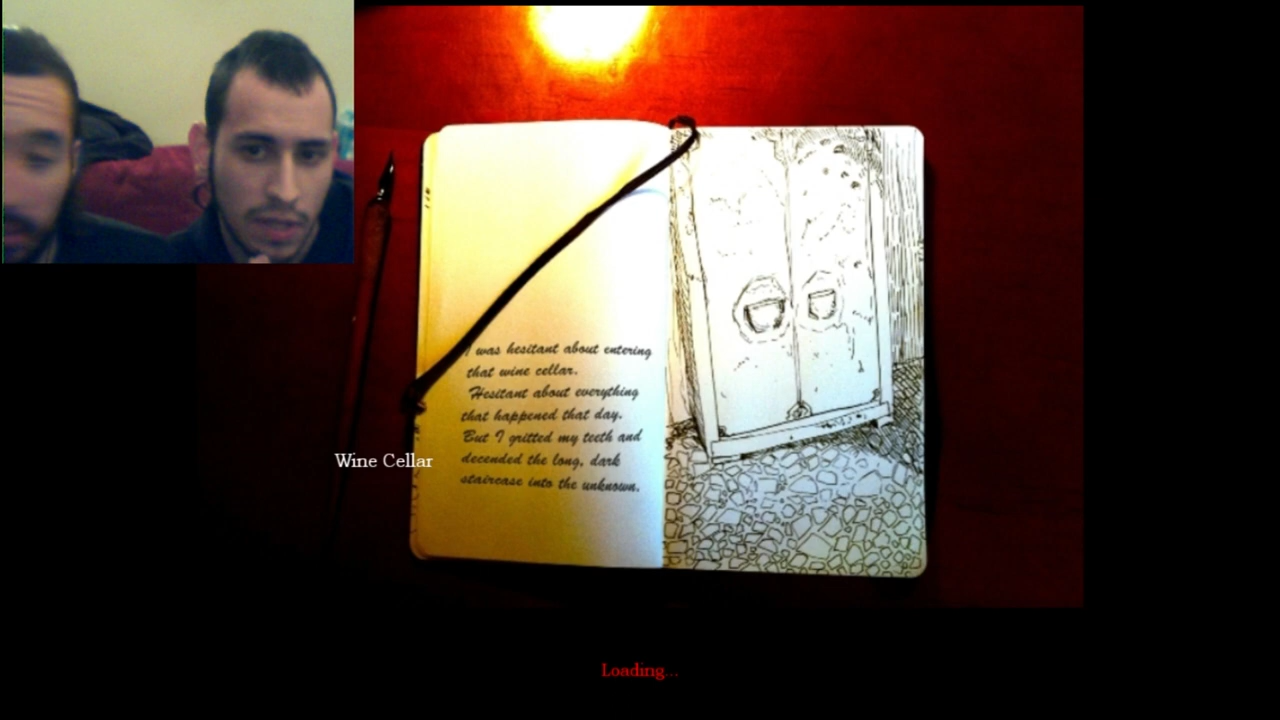 I was hesitant about entering
that wine cellar.
Hesitant about everything
that happened that day.
But I gritted my teeth and
decended the long, dark
staircase into the unknown.
Wine Cellar
Loading...